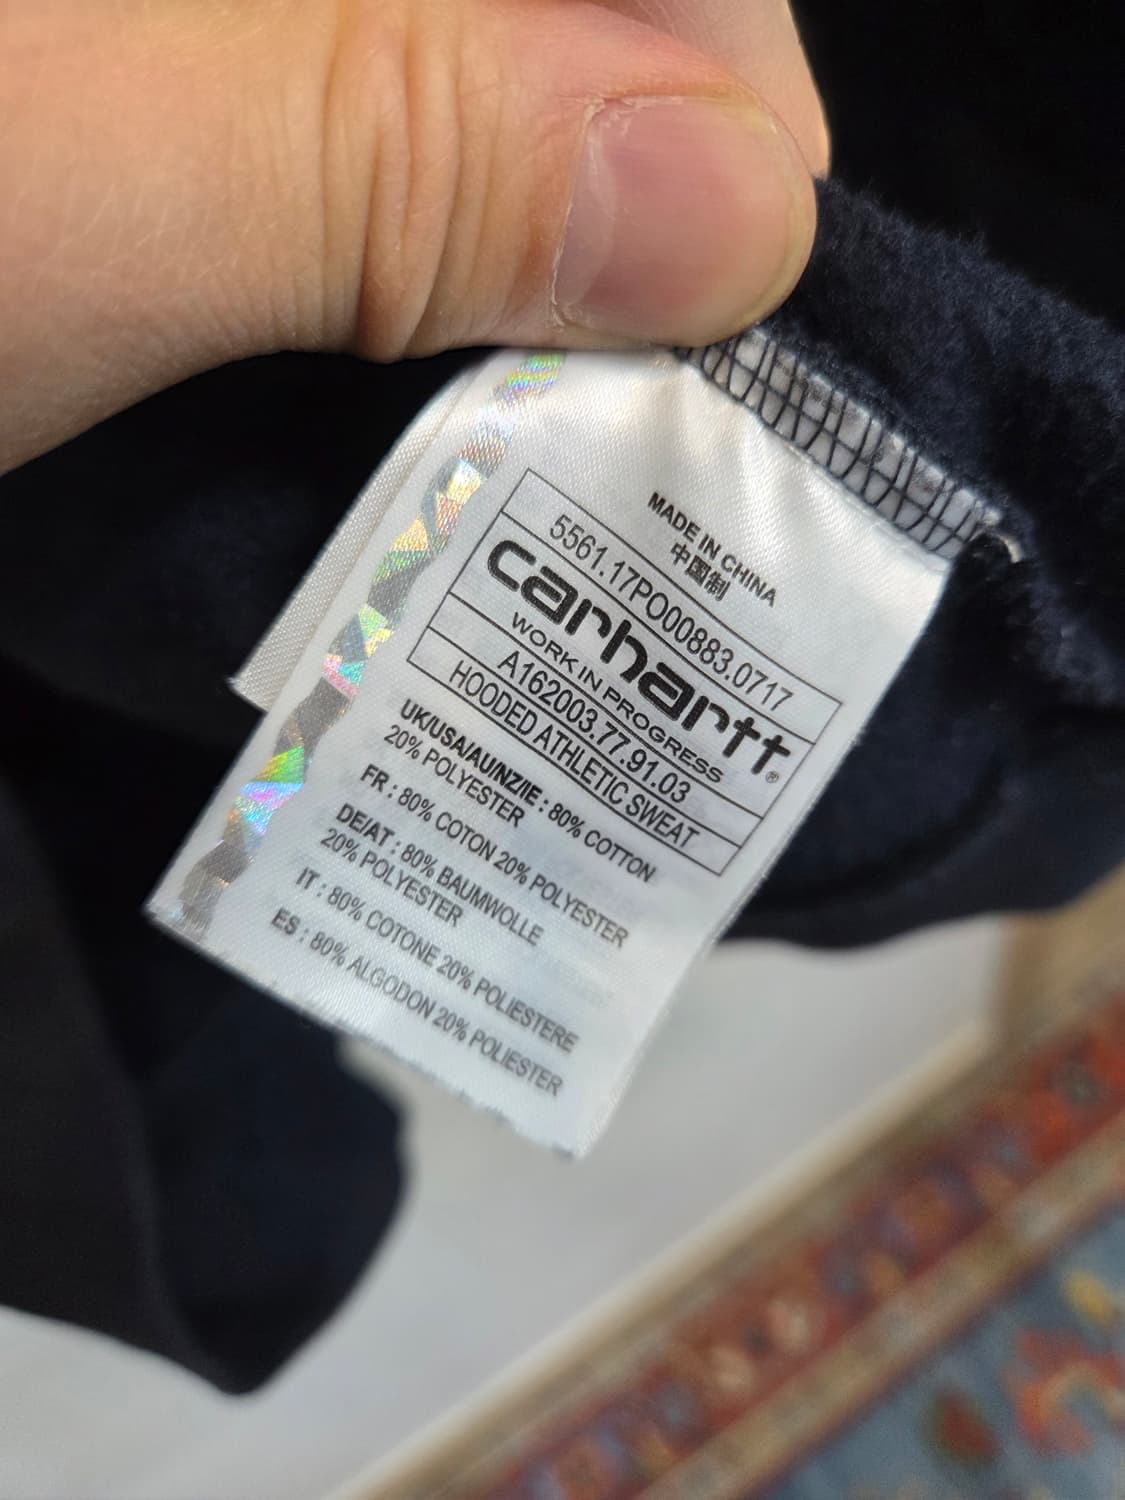 MADE IN CHINA
中国制
5561.17PO00883.0717
carhartt®
WORK IN PROGRESS
A162003.77.91.03
HOODED ATHLETIC SWEAT
UK/USA/AU/NZ/IE : 80% COTTON
20% POLYESTER
FR : 80% COTON 20% POLYESTER
DE/AT : 80% BAUMWOLLE
20% POLYESTER
IT : 80% COTONE 20% POLIESTERE
ES : 80% ALGODON 20% POLIESTER